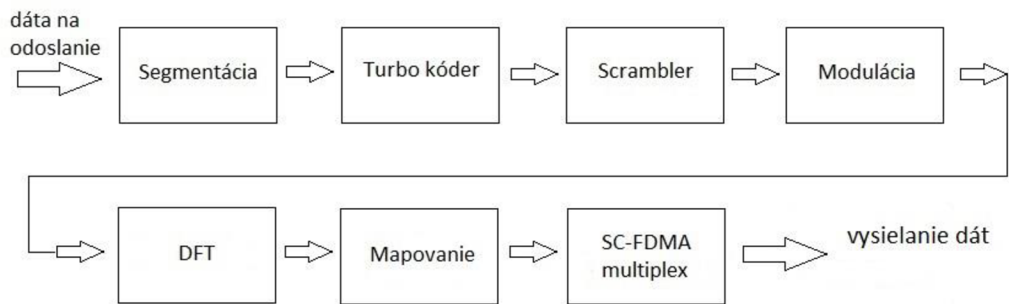 dáta na
odoslanie
Segmentácia
Turbo kóder
Scrambler
Modulácia
DFT
Mapovanie
SC-FDMA
multiplex
vysielanie dát